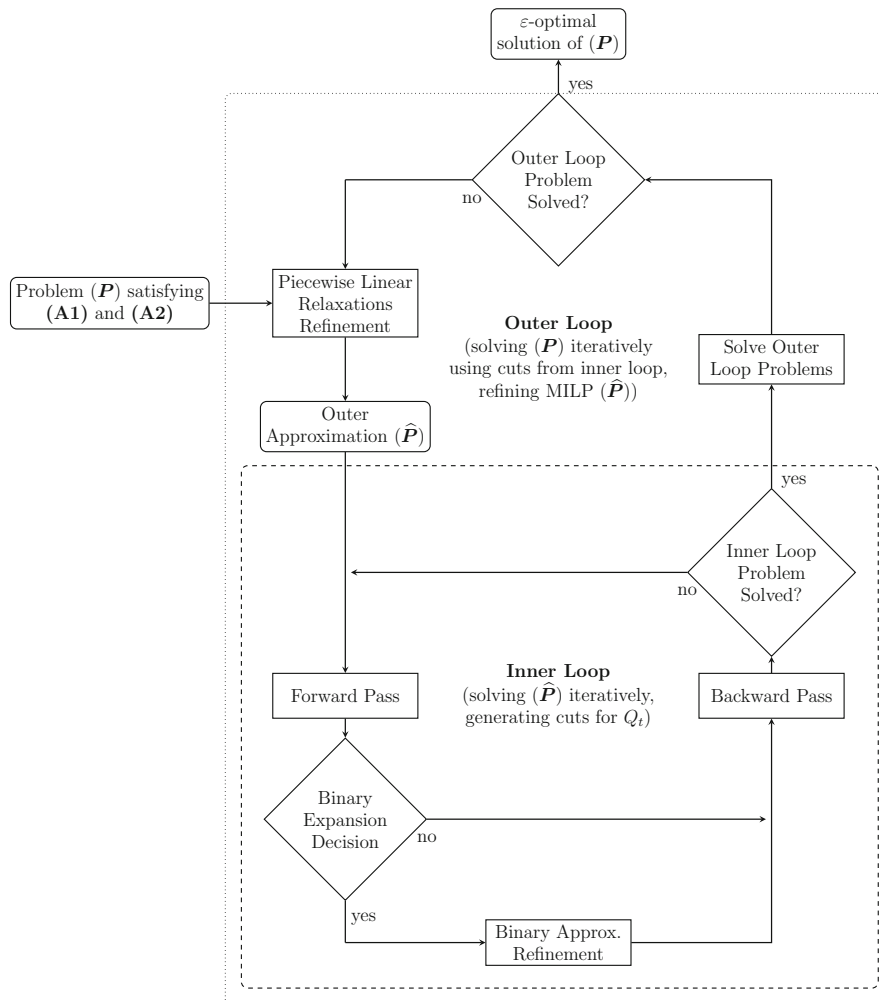 ε-optimal
solution of (P)
yes
Outer Loop
Problem
Solved?
no
Problem (P) satisfying
(A1) and (A2)
Piecewise Linear
Relaxations
Refinement
Outer Loop
(solving (P) iteratively
using cuts from inner loop,
refining MILP (P̂))
Solve Outer
Loop Problems
Outer
Approximation (P̂)
yes
Inner Loop
Problem
Solved?
no
Inner Loop
(solving (P̂) iteratively,
generating cuts for Qₜ)
Forward Pass
Backward Pass
Binary
Expansion
Decision
no
yes
Binary Approx.
Refinement